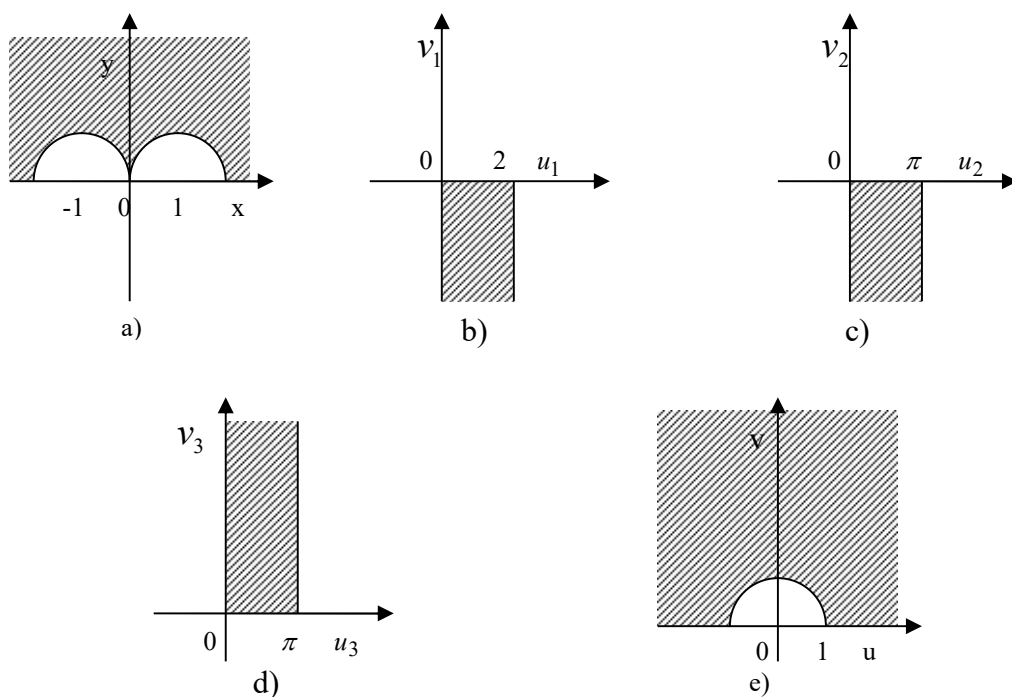 y
-1 0 1 x
a)
v₁
0 2 u₁
b)
v₂
0 π u₂
c)
v₃
0 π u₃
d)
v
0 1 u
e)